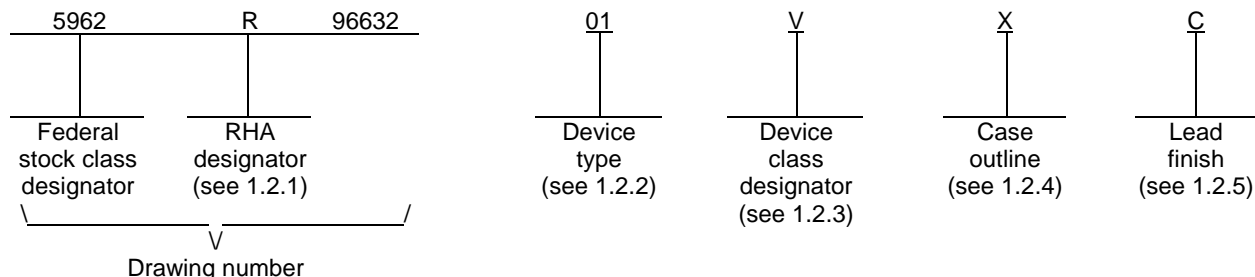 5962 R 96632 01 V X C
Federal stock class designator
RHA designator (see 1.2.1)
Device type (see 1.2.2)
Device class designator (see 1.2.3)
Case outline (see 1.2.4)
Lead finish (see 1.2.5)
Drawing number